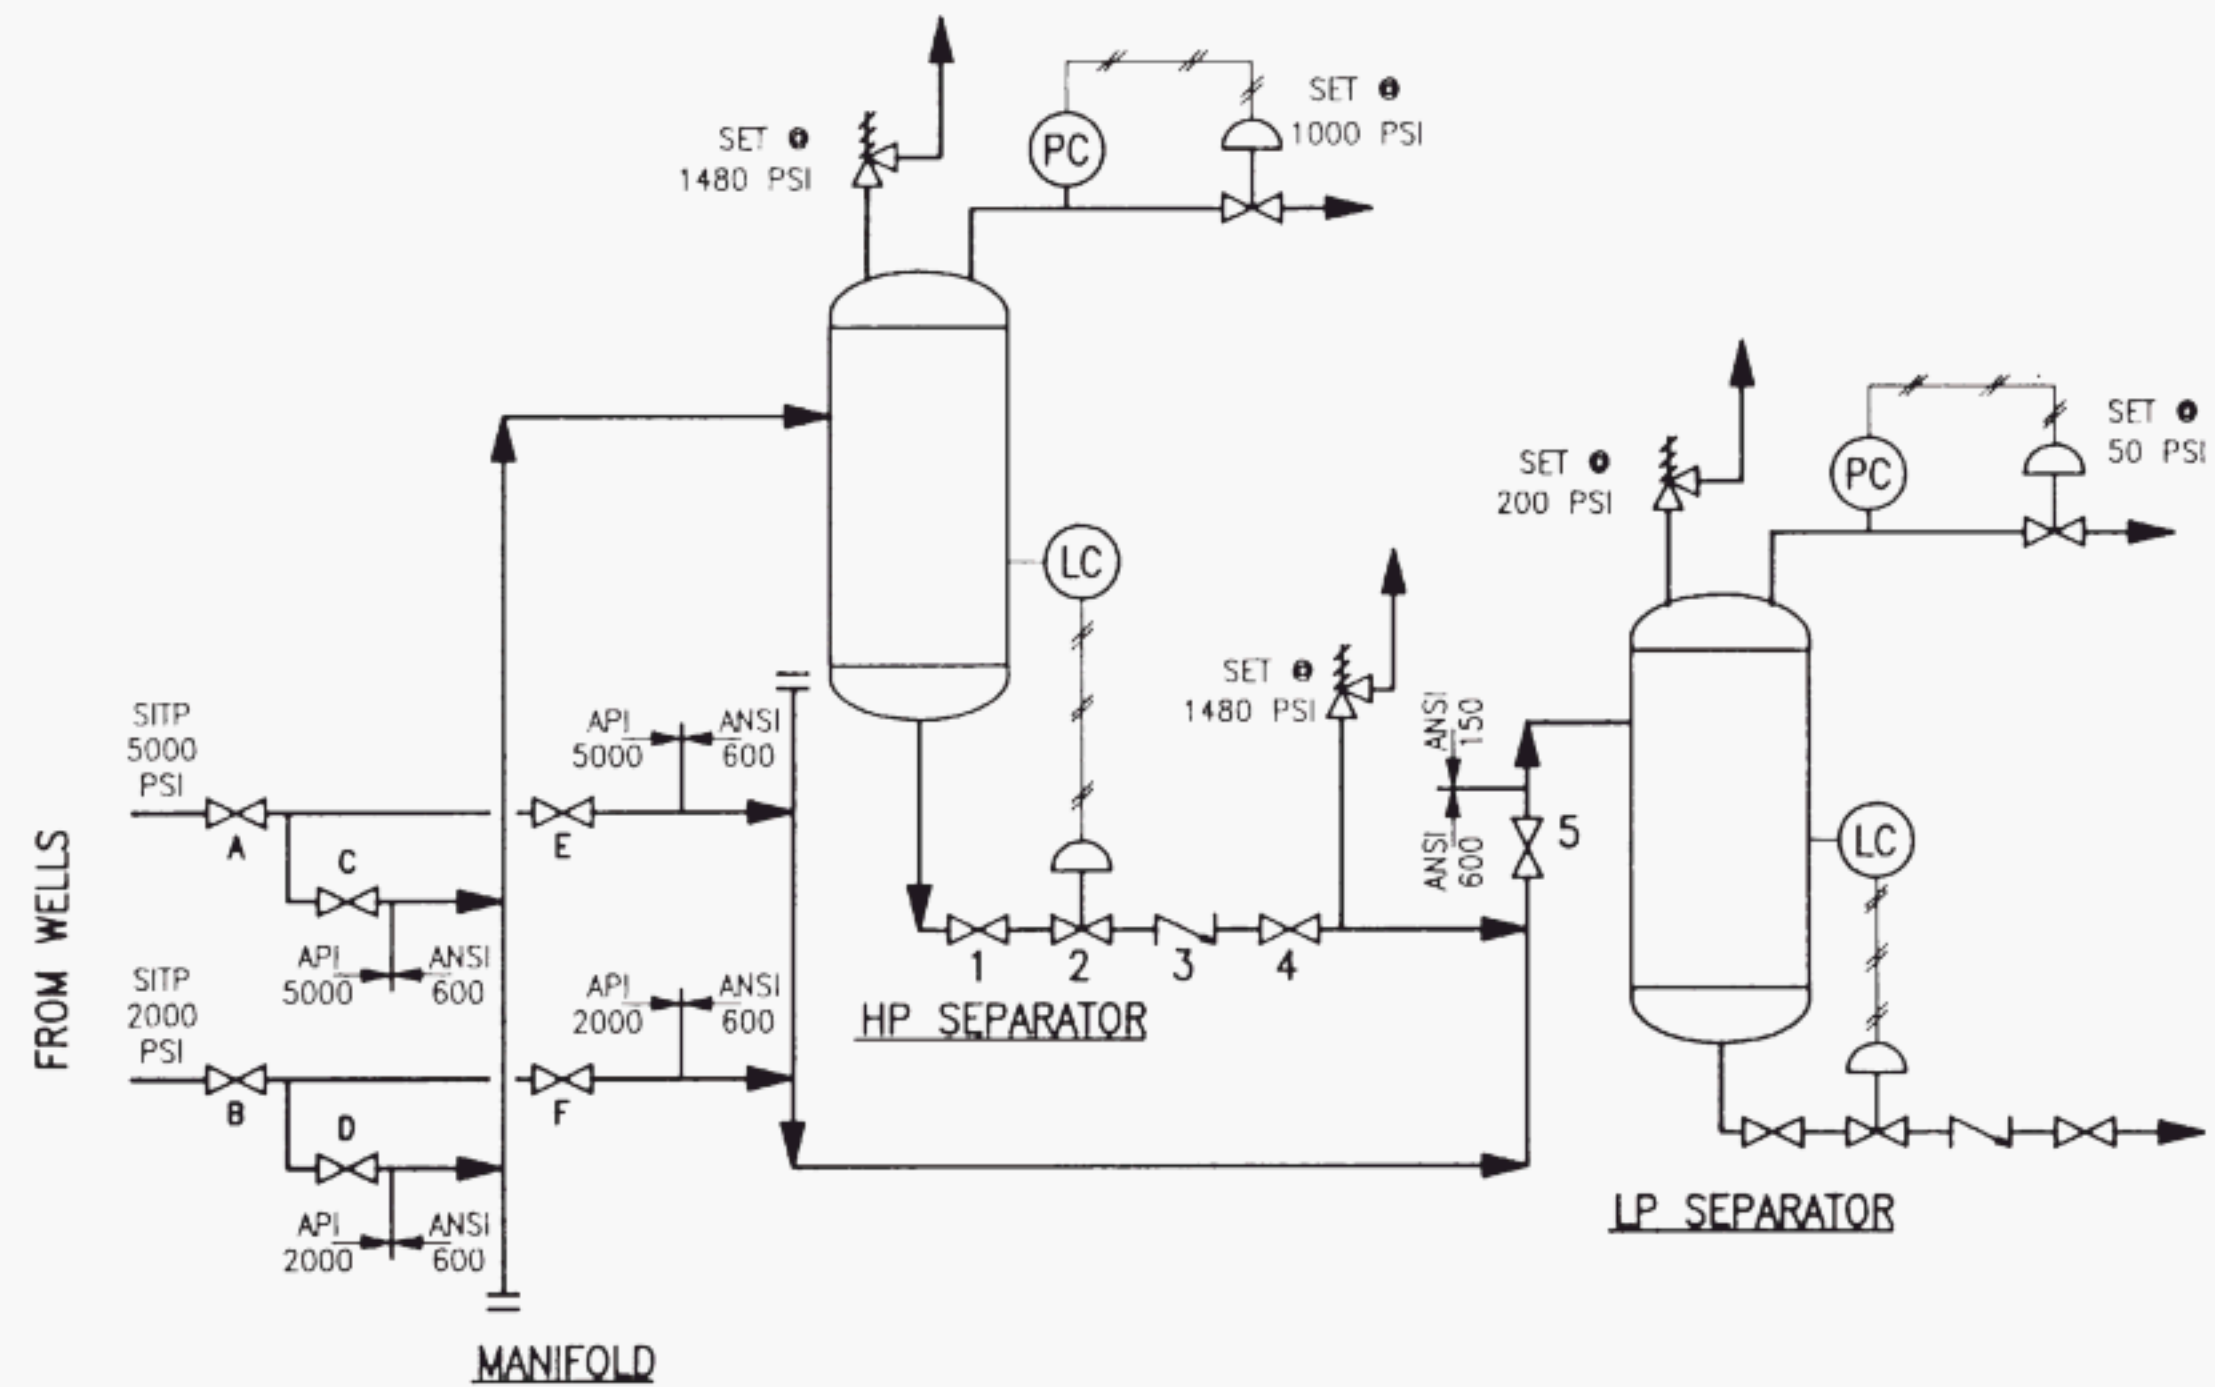 SET @
1000 PSI
SET @
1480 PSI
PC
SET @
50 PSI
SET @
200 PSI
PC
LC
SET @
1480 PSI
ANSI
150
ANSI
600
5
LC
FROM WELLS
SITP
5000
PSI
A
C
API
5000
ANSI
600
E
API
5000
ANSI
600
SITP
2000
PSI
B
D
API
2000
ANSI
600
F
API
2000
ANSI
600
1
2
3
4
HP SEPARATOR
LP SEPARATOR
MANIFOLD